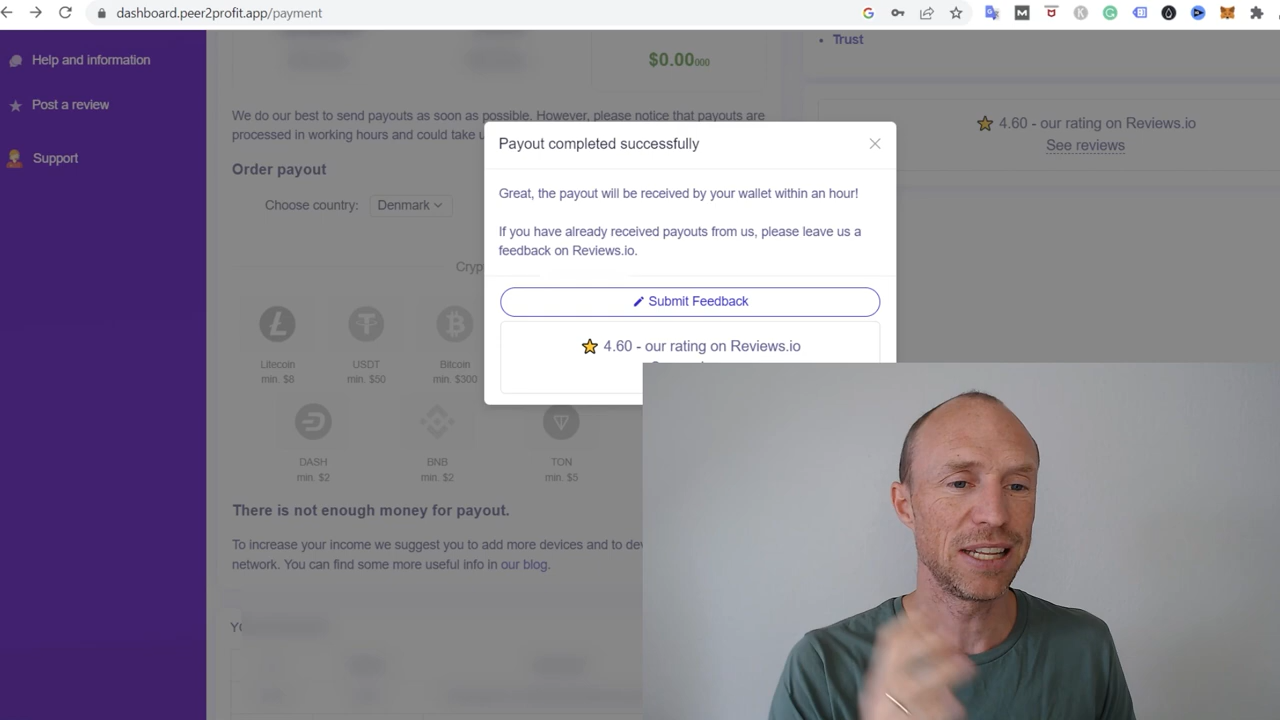 dashboard.peer2profit.app/payment
Help and information
Post a review
Support
$0.00000
Trust
We do our best to send payouts as soon as possible. However, please notice that payouts are
processed in working hours and could take
Order payout
Choose country: Denmark
4.60 - our rating on Reviews.io
See reviews
Payout completed successfully
Great, the payout will be received by your wallet within an hour!
If you have already received payouts from us, please leave us a
feedback on Reviews.io.
Submit Feedback
4.60 - our rating on Reviews.io
Litecoin
min. $8
USDT
min. $50
Bitcoin
min. $300
DASH
min. $2
BNB
min. $2
TON
min. $5
There is not enough money for payout.
To increase your income we suggest you to add more devices and to
network. You can find some more useful info in our blog.